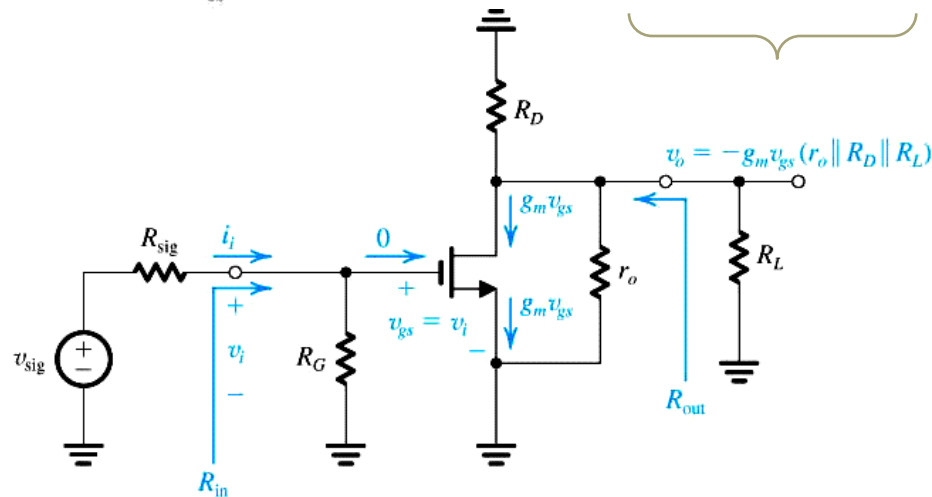 R_D
v_o = −g_m v_gs (r_o ∥ R_D ∥ R_L)
g_m v_gs
R_sig
i_i
0
R_L
r_o
+
+
g_m v_gs
v_gs = v_i
v_sig
+
−
v_i
R_G
−
−
R_out
R_in